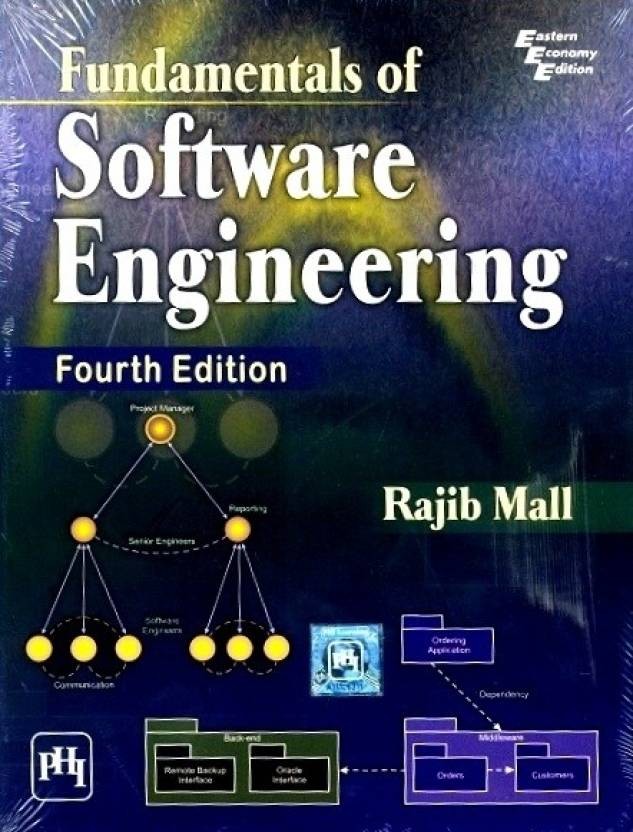 Eastern
Economy
Edition
Fundamentals of
Software
Engineering
Fourth Edition
Project Manager
Rajib Mall
Reporting
Senior Engineers
Software
Engineers
Communication
PHI
Ordering
Application
Dependency
Back-end
Middleware
Remote Backup
Interface
Oracle
Interface
Orders
Customers
PHI